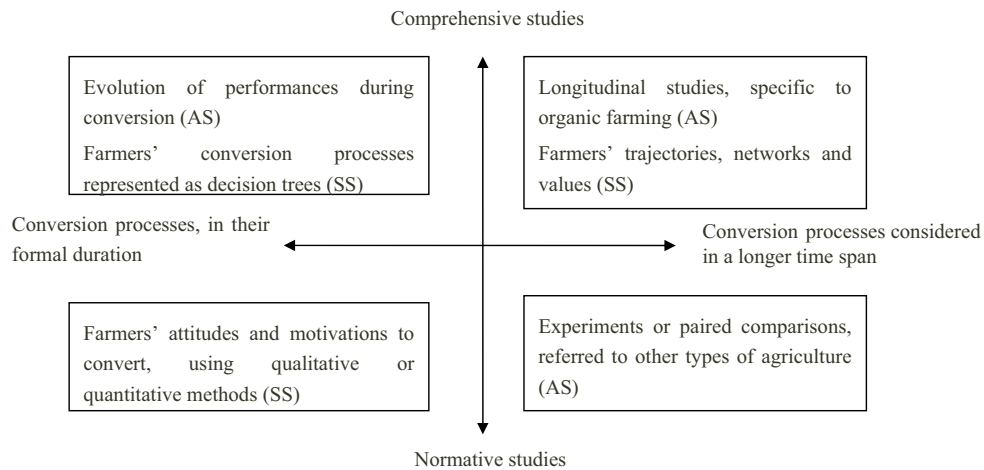 Comprehensive studies
Evolution of performances during
conversion (AS)
Farmers’ conversion processes
represented as decision trees (SS)
Longitudinal studies, specific to
organic farming (AS)
Farmers’ trajectories, networks and
values (SS)
Conversion processes, in their
formal duration
Conversion processes considered
in a longer time span
Farmers’ attitudes and motivations to
convert, using qualitative or
quantitative methods (SS)
Experiments or paired comparisons,
referred to other types of agriculture
(AS)
Normative studies